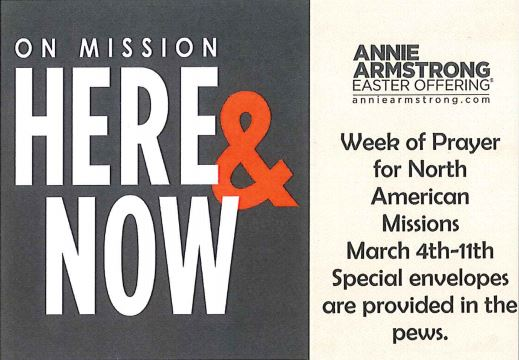 ON MISSION
HERE
&
NOW
ANNIE
ARMSTRONG
EASTER OFFERING®
anniearmstrong.com
Week of Prayer
for North
American
Missions
March 4th-11th
Special envelopes
are provided in the
pews.